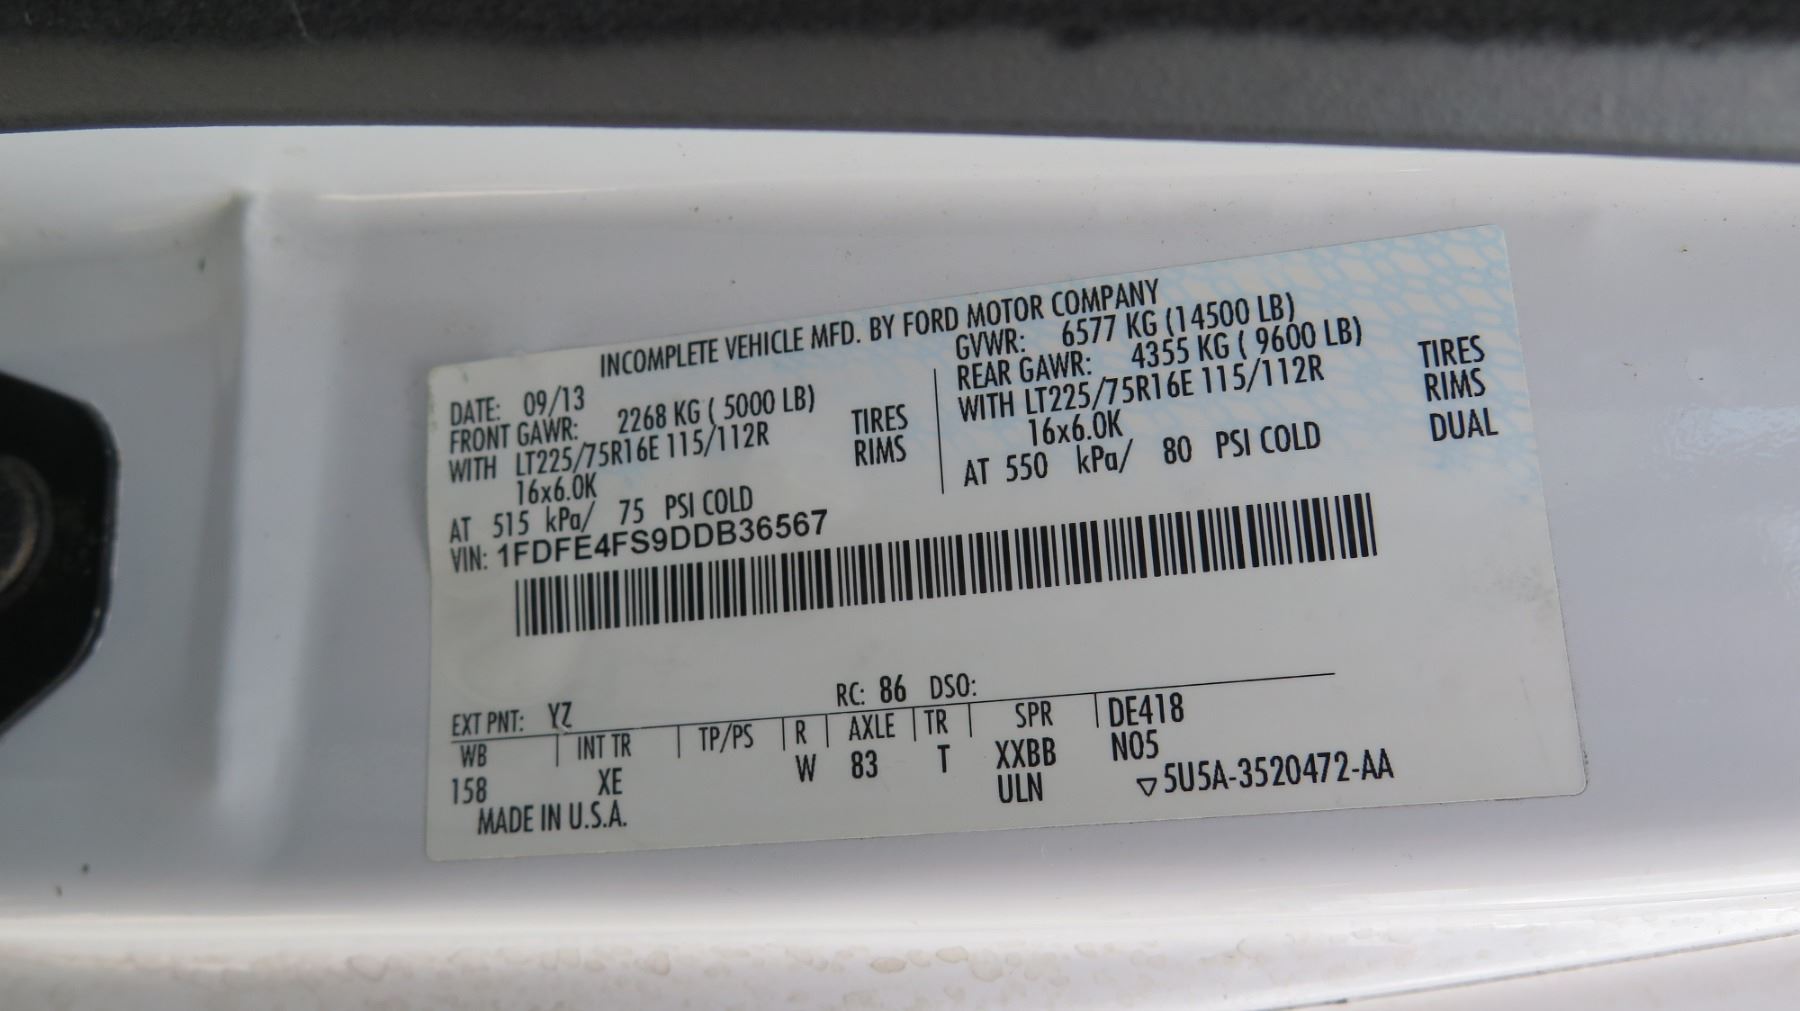 INCOMPLETE VEHICLE MFD. BY FORD MOTOR COMPANY
DATE: 09/13
FRONT GAWR: 2268 KG ( 5000 LB)
WITH LT225/75R16E 115/112R TIRES
16x6.0K RIMS
AT 515 kPa/ 75 PSI COLD
GVWR: 6577 KG (14500 LB)
REAR GAWR: 4355 KG ( 9600 LB)
WITH LT225/75R16E 115/112R TIRES
16x6.0K RIMS
AT 550 kPa/ 80 PSI COLD DUAL
VIN: 1FDFE4FS9DDB36567
EXT PNT: YZ RC: 86 DSO:
WB INT TR TP/PS R AXLE TR SPR DE418
158 XE W 83 T XXBB N05
ULN ▽5U5A-3520472-AA
MADE IN U.S.A.